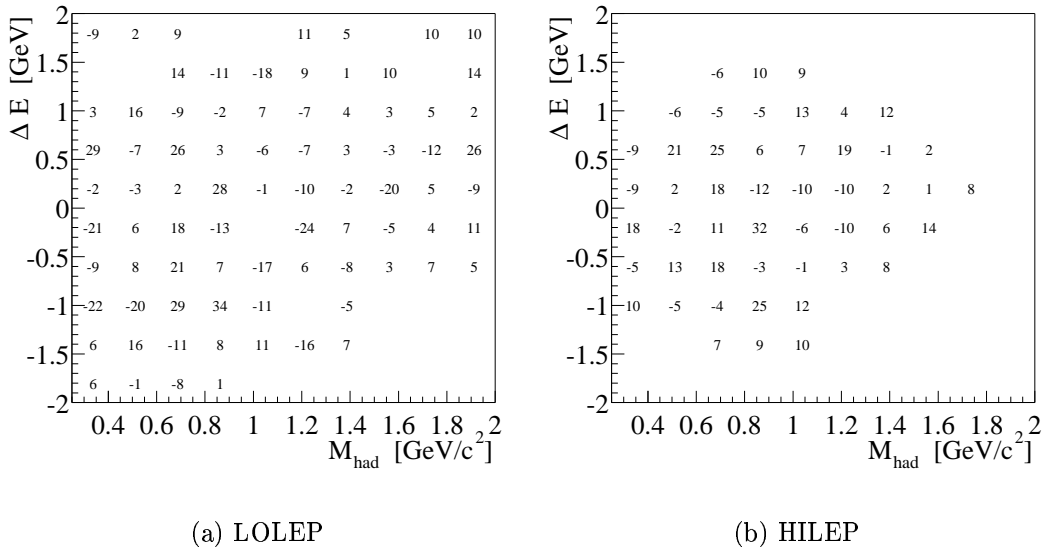 Δ E [GeV]
2
1.5
1
0.5
0
-0.5
-1
-1.5
-2
-9 2 9 11 5 10 10
14 -11 -18 9 1 10 14
3 16 -9 -2 7 -7 4 3 5 2
29 -7 26 3 -6 -7 3 -3 -12 26
-2 -3 2 28 -1 -10 -2 -20 5 -9
-21 6 18 -13 -24 7 -5 4 11
-9 8 21 7 -17 6 -8 3 7 5
-22 -20 29 34 -11 -5
6 16 -11 8 11 -16 7
6 -1 -8 1
0.4 0.6 0.8 1 1.2 1.4 1.6 1.8 2
M_had [GeV/c²]
(a) LOLEP
Δ E [GeV]
2
1.5
1
0.5
0
-0.5
-1
-1.5
-2
-6 10 9
-6 -5 -5 13 4 12
-9 21 25 6 7 19 -1 2
-9 2 18 -12 -10 -10 2 1 8
18 -2 11 32 -6 -10 6 14
-5 13 18 -3 -1 3 8
10 -5 -4 25 12
7 9 10
0.4 0.6 0.8 1 1.2 1.4 1.6 1.8 2
M_had [GeV/c²]
(b) HILEP